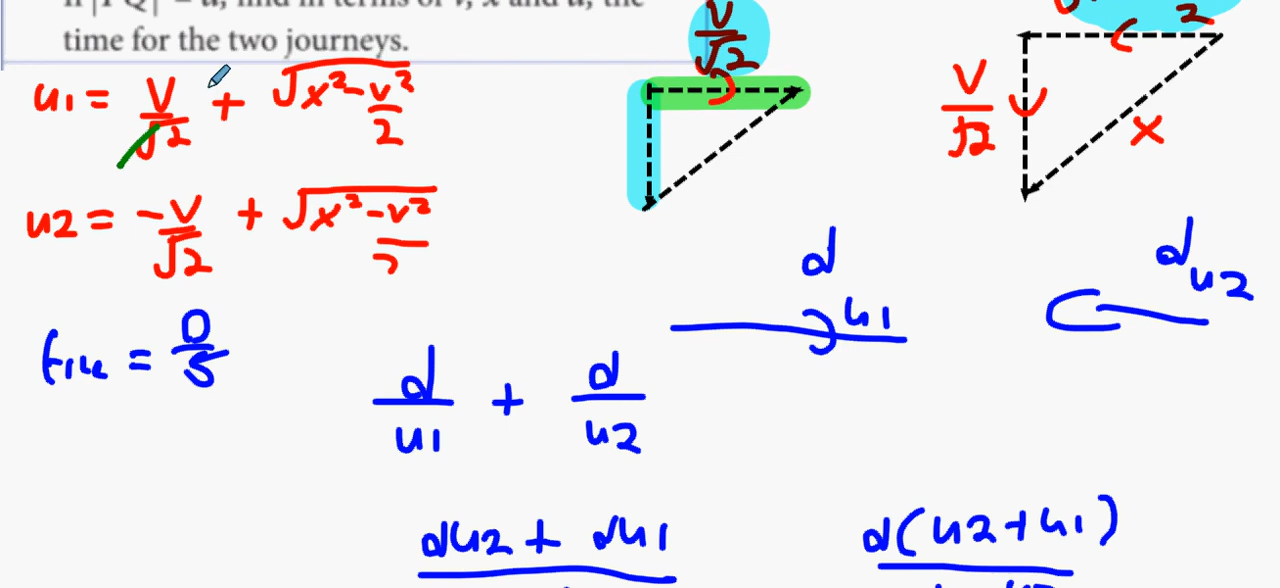 time for the two journeys.
u1 = v/√2 + √(x² - v²/2)
v/√2
2
v/√2
x
u2 = -v/√2 + √(x² - v²/2)
d
u1
d
u2
time = D/S
d/u1 + d/u2
du2 + du1
d(u2+u1)